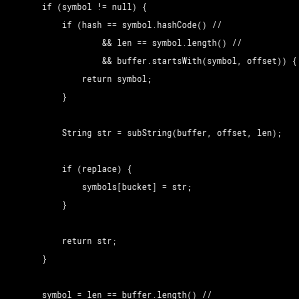 if (symbol != null) {
if (hash == symbol.hashCode() //
&& len == symbol.length() //
&& buffer.startsWith(symbol, offset)) {
return symbol;
}
String str = subString(buffer, offset, len);
if (replace) {
symbols[bucket] = str;
}
return str;
}
symbol = len == buffer.length() //